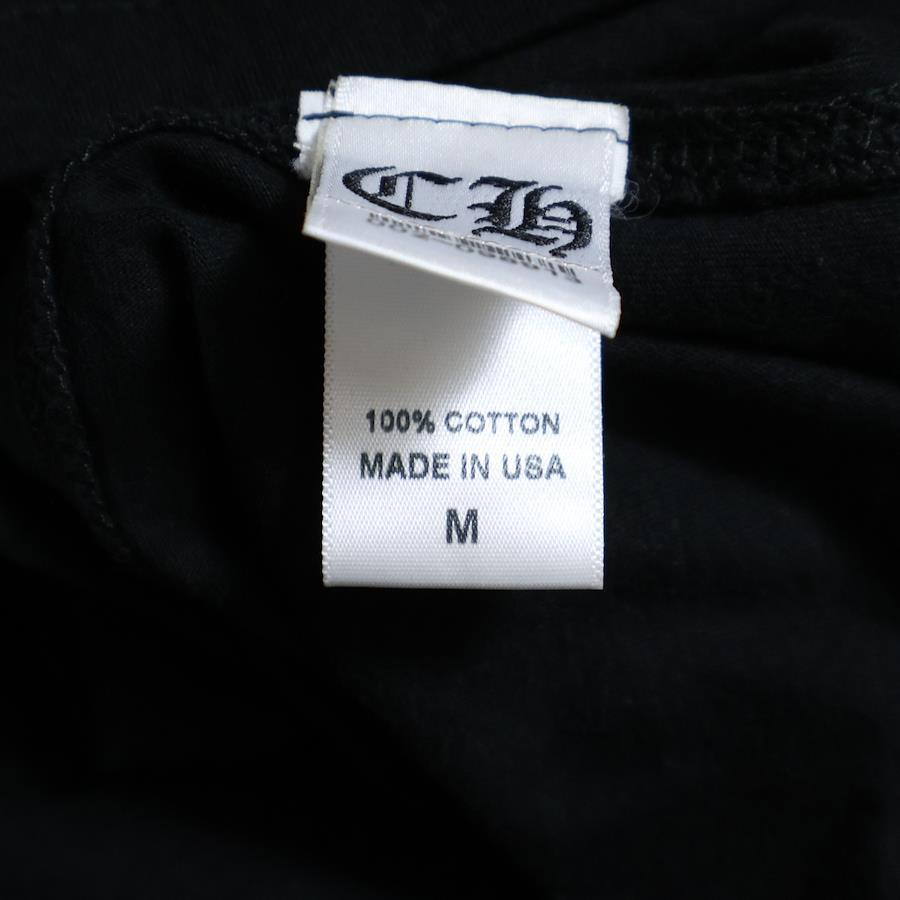 CH
100% COTTON
MADE IN USA
M